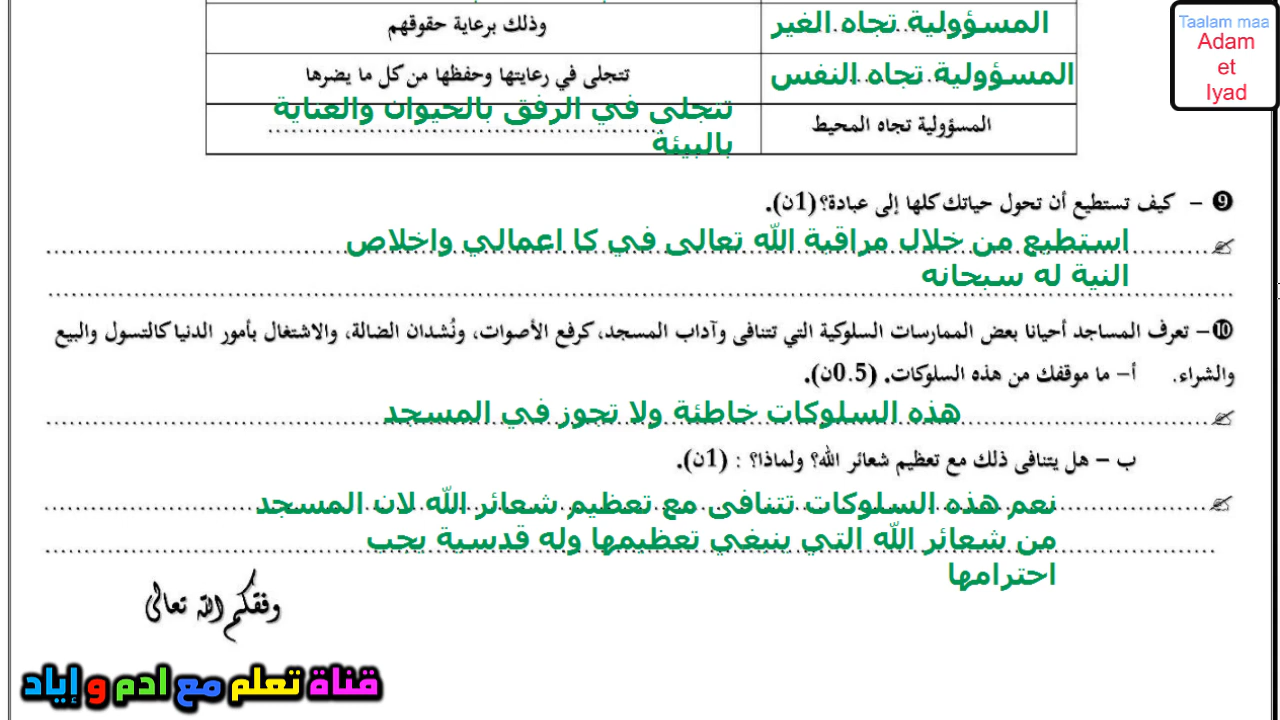 Taalam maa
Adam
et
Iyad
المسؤولية تجاه الغير
وذلك برعاية حقوقهم
المسؤولية تجاه النفس
تتجلى في رعايتها وحفظها من كل ما يضرها
المسؤولية تجاه المحيط
تتجلى في الرفق بالحيوان والعناية
بالبيئة
❾ – كيف تستطيع أن تحول حياتك كلها إلى عبادة؟ (1ن).
استطيع من خلال مراقبة الله تعالى في كا اعمالي واخلاص
النية له سبحانه
❿– تعرف المساجد أحيانا بعض الممارسات السلوكية التي تتنافى وآداب المسجد، كرفع الأصوات، ونُشدان الضالة، والاشتغال بأمور الدنيا كالتسول والبيع
والشراء. أ– ما موقفك من هذه السلوكات. (0.5ن).
هذه السلوكات خاطئة ولا تجوز في المسجد
ب – هل يتنافى ذلك مع تعظيم شعائر الله؟ ولماذا؟ : (1ن).
نعم هذه السلوكات تتنافى مع تعظيم شعائر الله لان المسجد
من شعائر الله التي ينبغي تعظيمها وله قدسية يجب
احترامها
وفقكم الله تعالى
قناة تعلم مع ادم و إياد